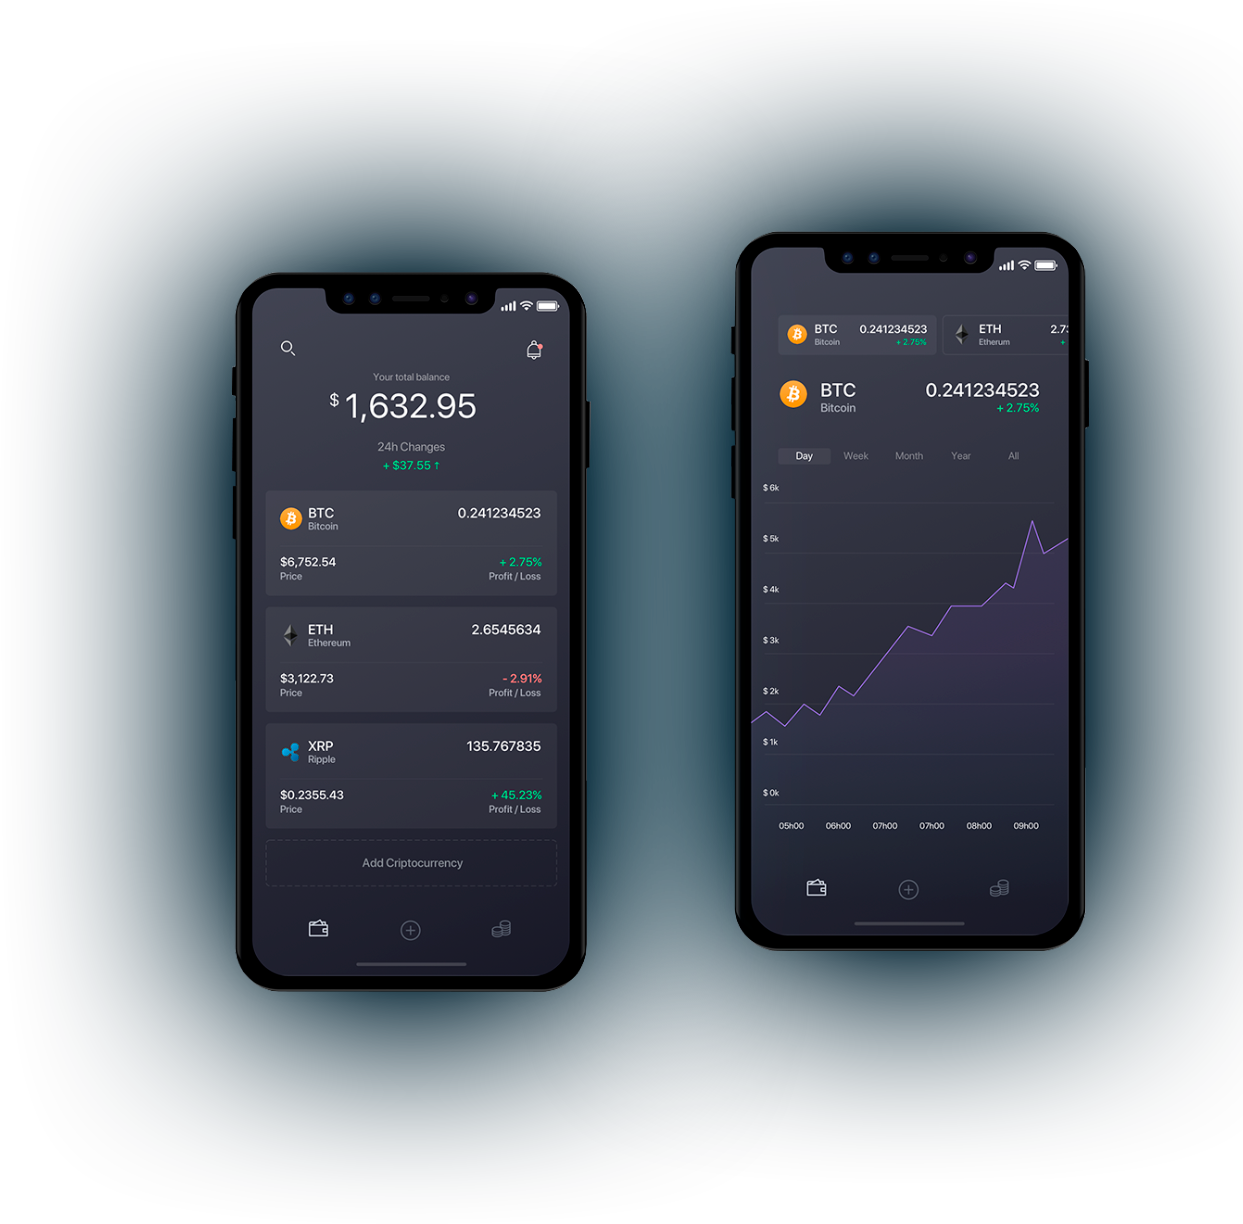 Your total balance
$ 1,632.95
24h Changes
+ $37.55 ↑
BTC 0.241234523
Bitcoin
$6,752.54 + 2.75%
Price Profit / Loss
ETH 2.6545634
Ethereum
$3,122.73 - 2.91%
Price Profit / Loss
XRP 135.767835
Ripple
$0.2355.43 + 45.23%
Price Profit / Loss
Add Criptocurrency
BTC 0.241234523 ETH 2.73
Bitcoin + 2.75% Etherum +
BTC 0.241234523
Bitcoin + 2.75%
Day Week Month Year All
$ 6k
$ 5k
$ 4k
$ 3k
$ 2k
$ 1k
$ 0k
05h00 06h00 07h00 07h00 08h00 09h00